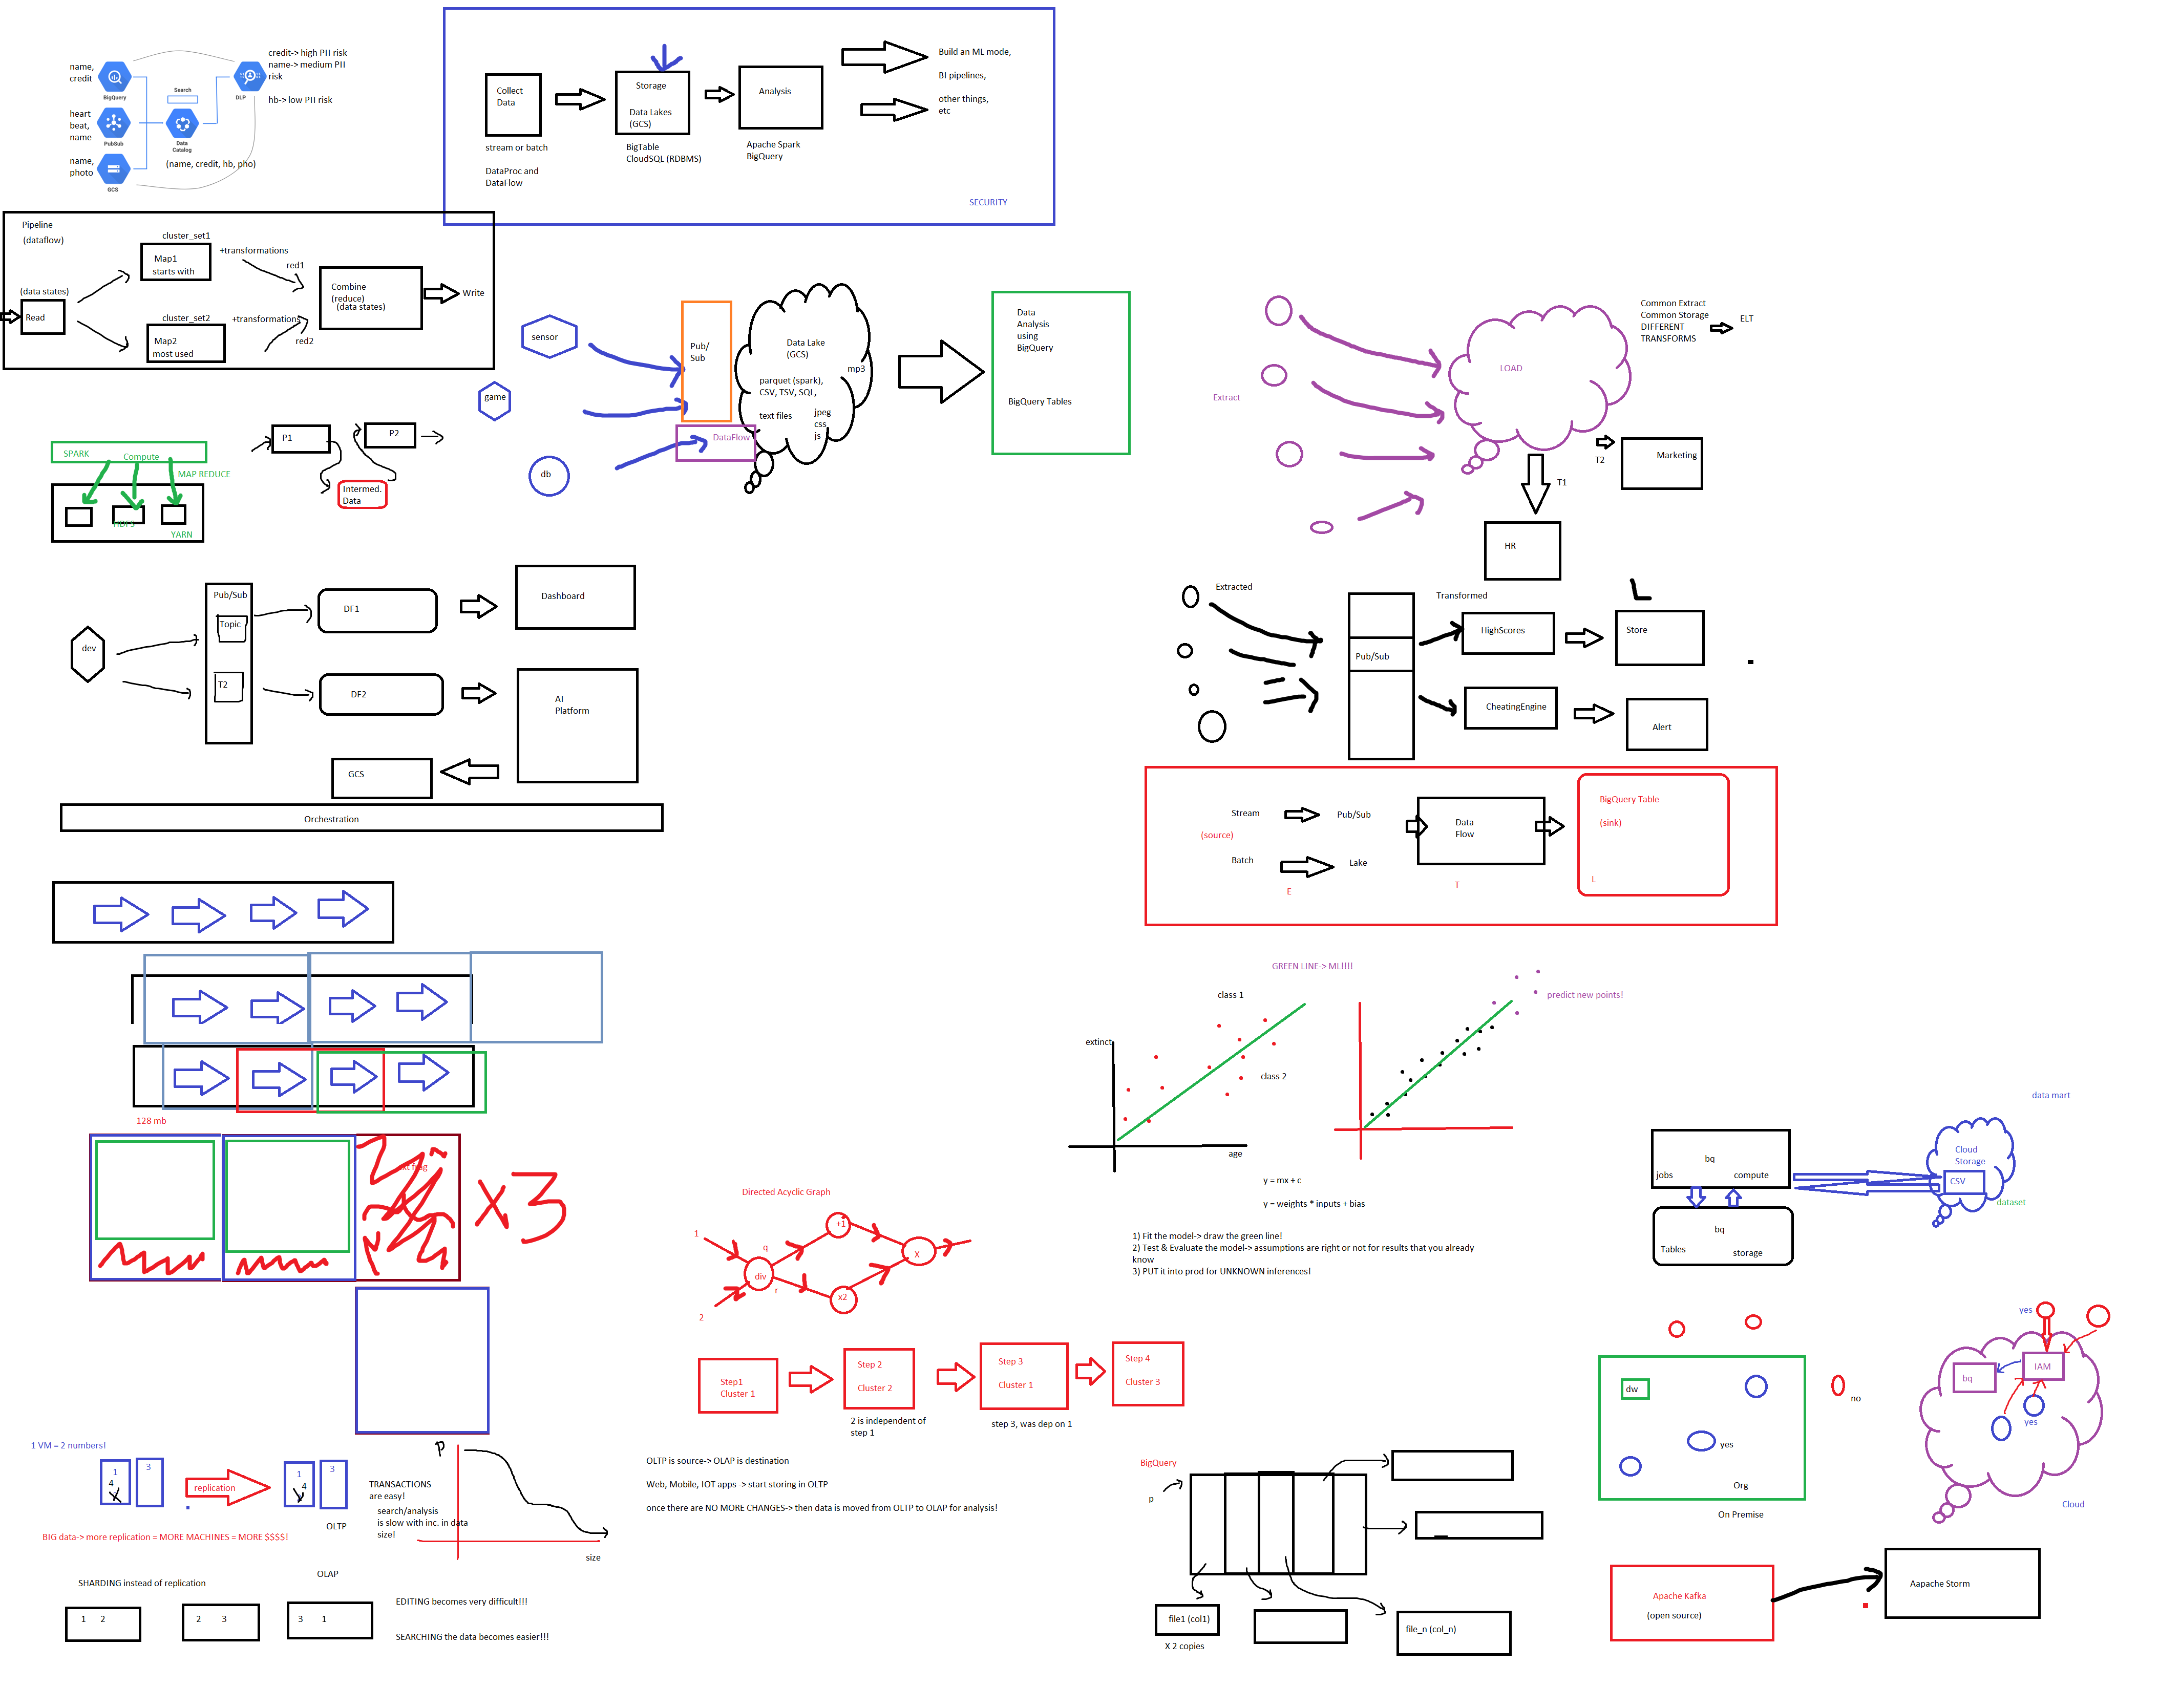 name,
credit
BigQuery
heart
beat,
name
PubSub
name,
photo
GCS
Search
Data
Catalog
(name, credit, hb, pho)
DLP
credit-> high PII risk
name-> medium PII
risk
hb-> low PII risk
Collect
Data
stream or batch
DataProc and
DataFlow
Storage
Data Lakes
(GCS)
BigTable
CloudSQL (RDBMS)
Analysis
Apache Spark
BigQuery
Build an ML mode,
BI pipelines,
other things,
etc
SECURITY
Pipeline
(dataflow)
(data states)
Read
cluster_set1
Map1
starts with
+transformations
red1
cluster_set2
Map2
most used
+transformations
red2
Combine
(reduce)
(data states)
Write
sensor
game
db
Pub/
Sub
DataFlow
Data Lake
(GCS)
mp3
parquet (spark),
CSV, TSV, SQL,
text files
jpeg
css
js
Data
Analysis
using
BigQuery
BigQuery Tables
Extract
LOAD
Common Extract
Common Storage
DIFFERENT
TRANSFORMS
ELT
T2
Marketing
T1
HR
SPARK
Compute
MAP REDUCE
HDFS
YARN
P1
P2
Intermed.
Data
dev
Pub/Sub
Topic
T2
DF1
DF2
Dashboard
AI
Platform
GCS
Orchestration
Extracted
Pub/Sub
Transformed
HighScores
Store
CheatingEngine
Alert
Stream
Pub/Sub
(source)
Batch
Lake
E
Data
Flow
T
BigQuery Table
(sink)
L
128 mb
X3
GREEN LINE-> ML!!!!
class 1
extinct
class 2
age
predict new points!
y = mx + c
y = weights * inputs + bias
1) Fit the model-> draw the green line!
2) Test & Evaluate the model-> assumptions are right or not for results that you already
know
3) PUT it into prod for UNKNOWN inferences!
Directed Acyclic Graph
1
2
div
q
r
+1
x2
X
Step1
Cluster 1
Step 2
Cluster 2
Step 3
Cluster 1
Step 4
Cluster 3
2 is independent of
step 1
step 3, was dep on 1
data mart
bq
jobs
compute
bq
Tables
storage
Cloud
Storage
CSV
dataset
dw
yes
no
Org
On Premise
yes
IAM
bq
yes
Cloud
1 VM = 2 numbers!
1
4
3
replication
1
4
3
OLTP
BIG data-> more replication = MORE MACHINES = MORE $$$$!
TRANSACTIONS
are easy!
search/analysis
is slow with inc. in data
size!
P
size
OLTP is source-> OLAP is destination
Web, Mobile, IOT apps -> start storing in OLTP
once there are NO MORE CHANGES-> then data is moved from OLTP to OLAP for analysis!
SHARDING instead of replication
OLAP
1 2
2 3
3 1
EDITING becomes very difficult!!!
SEARCHING the data becomes easier!!!
BigQuery
p
file1 (col1)
X 2 copies
file_n (col_n)
Apache Kafka
(open source)
Aapache Storm